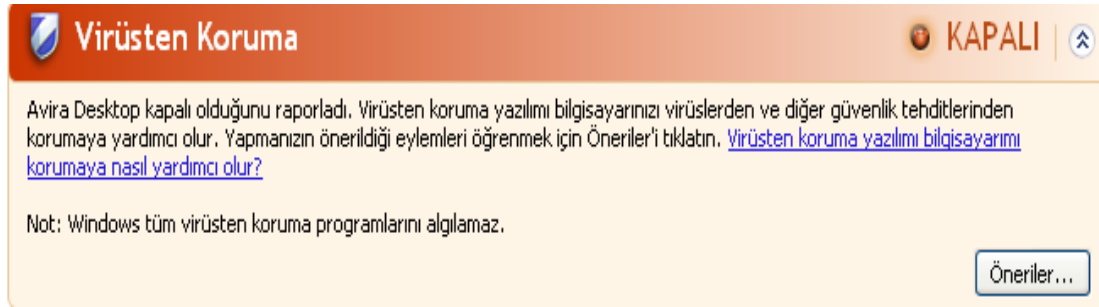 Virüsten Koruma KAPALI
Avira Desktop kapalı olduğunu raporladı. Virüsten koruma yazılımı bilgisayarınızı virüslerden ve diğer güvenlik tehditlerinden
korumaya yardımcı olur. Yapmanızın önerildiği eylemleri öğrenmek için Öneriler'i tıklatın. Virüsten koruma yazılımı bilgisayarımı
korumaya nasıl yardımcı olur?
Not: Windows tüm virüsten koruma programlarını algılamaz.
Öneriler...